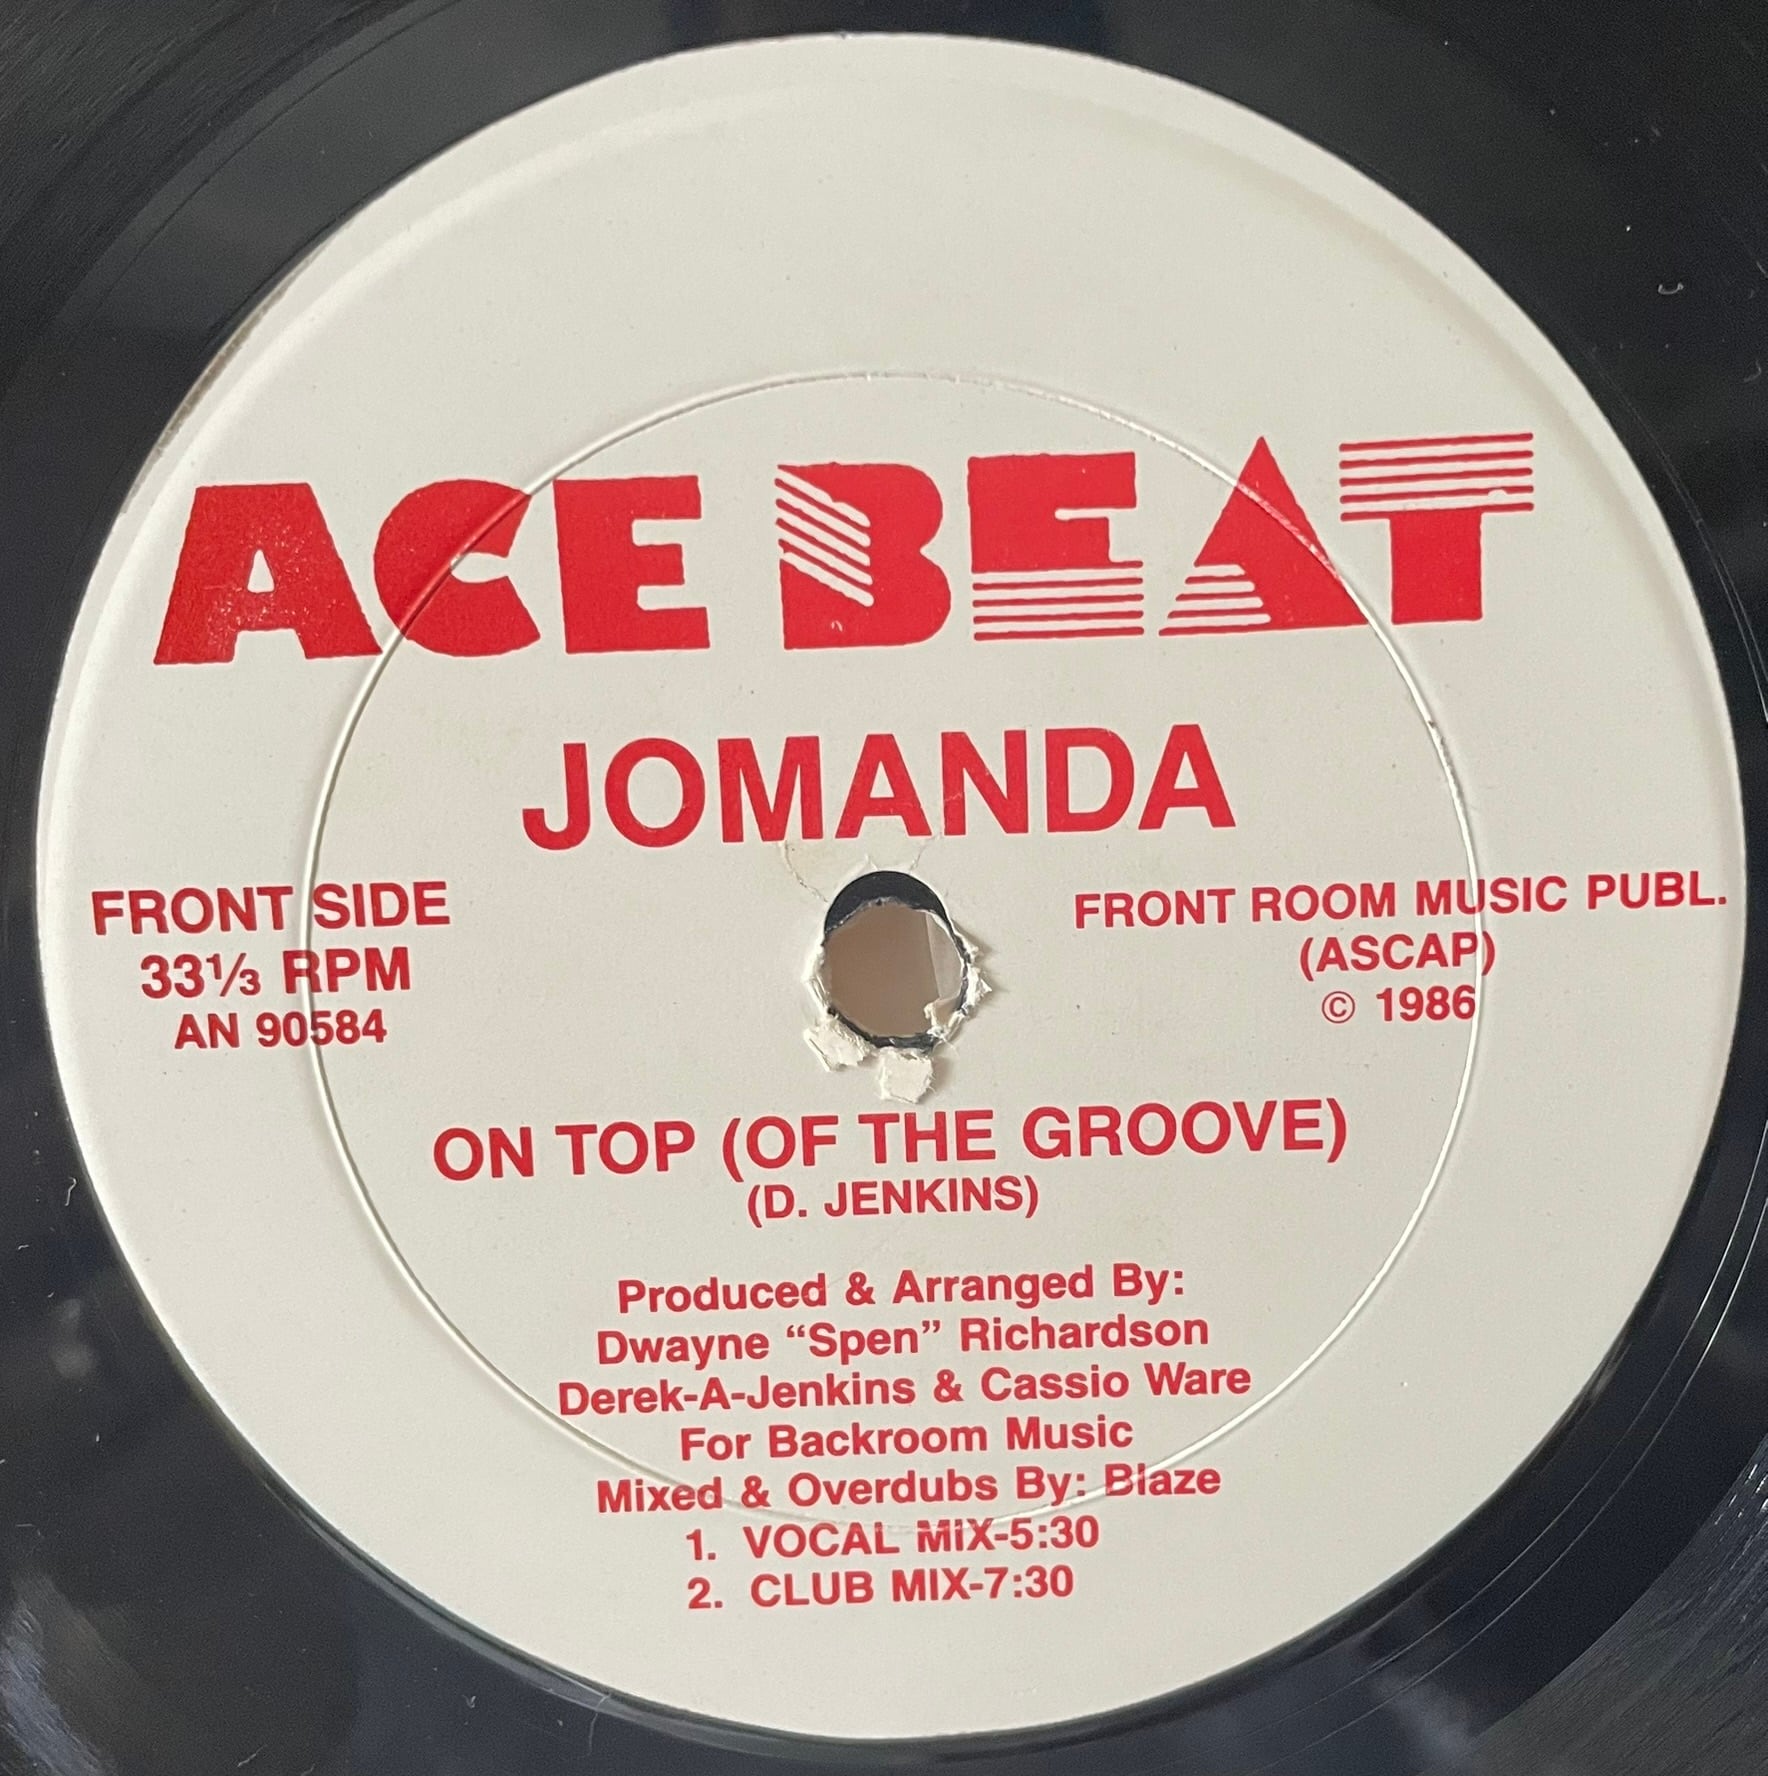 ACE BEAT
JOMANDA
FRONT SIDE
33⅓ RPM
AN 90584
FRONT ROOM MUSIC PUBL.
(ASCAP)
© 1986
ON TOP (OF THE GROOVE)
(D. JENKINS)
Produced & Arranged By:
Dwayne “Spen” Richardson
Derek-A-Jenkins & Cassio Ware
For Backroom Music
Mixed & Overdubs By: Blaze
1. VOCAL MIX-5:30
2. CLUB MIX-7:30